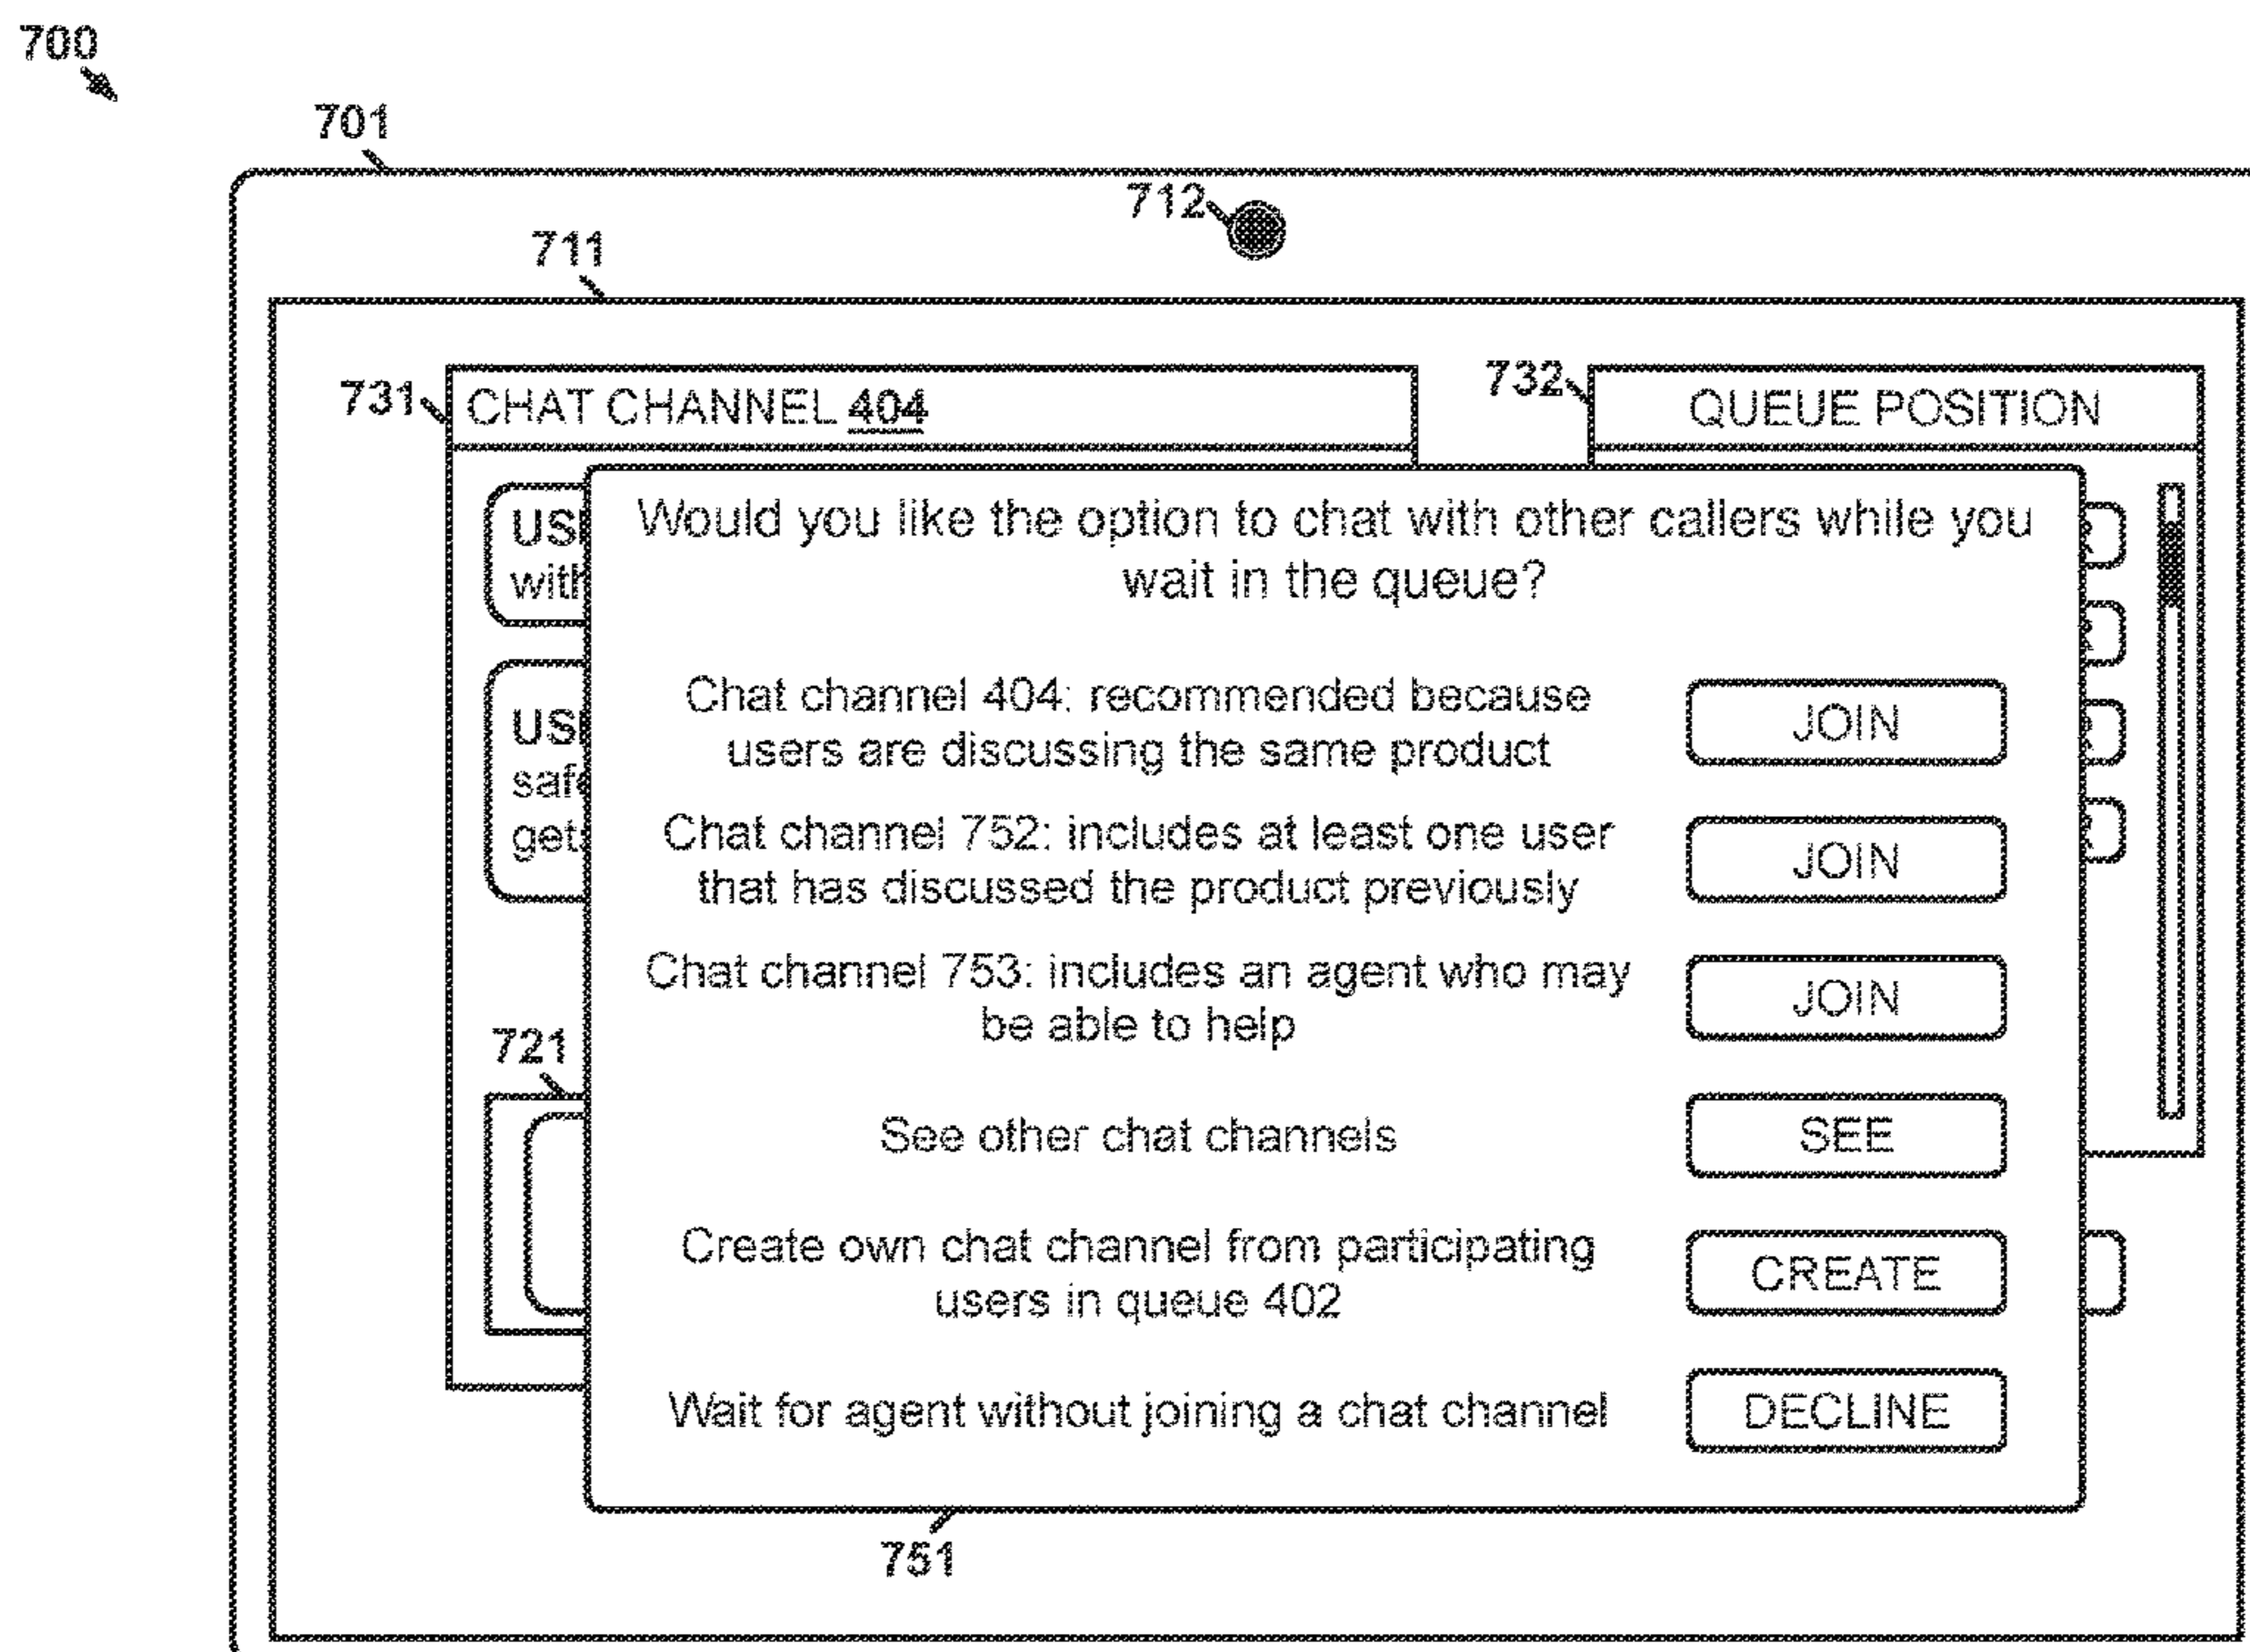 700
701
712
711
731
CHAT CHANNEL 404
732
QUEUE POSITION
Would you like the option to chat with other callers while you
wait in the queue?
Chat channel 404: recommended because
users are discussing the same product
JOIN
Chat channel 752: includes at least one user
that has discussed the product previously
JOIN
Chat channel 753: includes an agent who may
be able to help
JOIN
721
See other chat channels
SEE
Create own chat channel from participating
users in queue 402
CREATE
Wait for agent without joining a chat channel
DECLINE
751